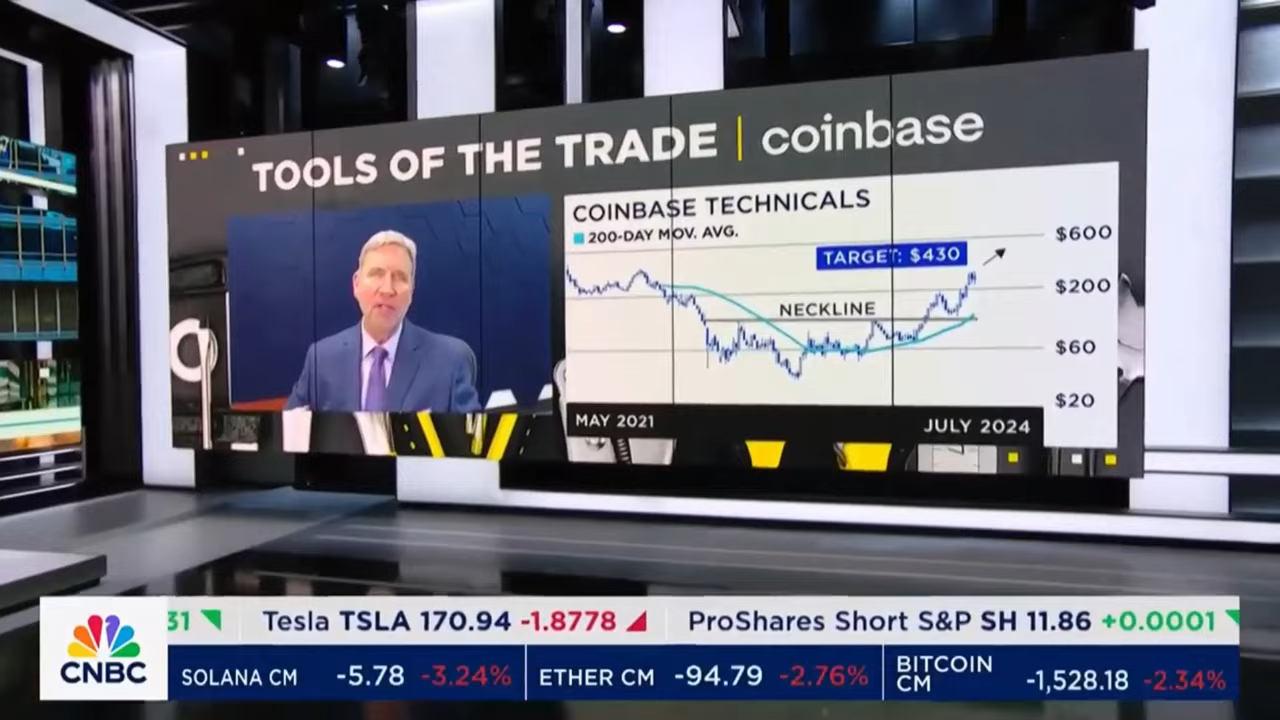 TOOLS OF THE TRADE | coinbase
COINBASE TECHNICALS
200-DAY MOV. AVG.
TARGET: $430
NECKLINE
$600
$200
$60
$20
MAY 2021
JULY 2024
31
Tesla TSLA 170.94 -1.8778
ProShares Short S&P SH 11.86 +0.0001
CNBC
SOLANA CM -5.78 -3.24%
ETHER CM -94.79 -2.76%
BITCOIN
CM -1,528.18 -2.34%